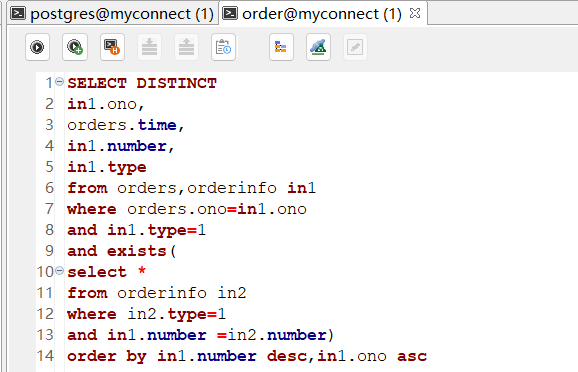 postgres@myconnect (1) order@myconnect (1)
1 SELECT DISTINCT
2 in1.ono,
3 orders.time,
4 in1.number,
5 in1.type
6 from orders,orderinfo in1
7 where orders.ono=in1.ono
8 and in1.type=1
9 and exists(
10 select *
11 from orderinfo in2
12 where in2.type=1
13 and in1.number =in2.number)
14 order by in1.number desc,in1.ono asc